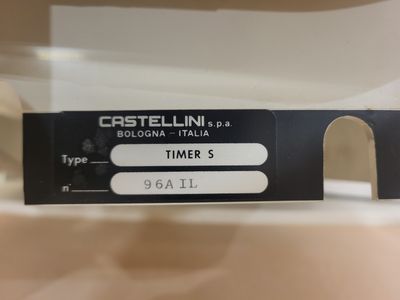 CASTELLINI s.p.a.
BOLOGNA - ITALIA
Type TIMER S
n° 96A IL